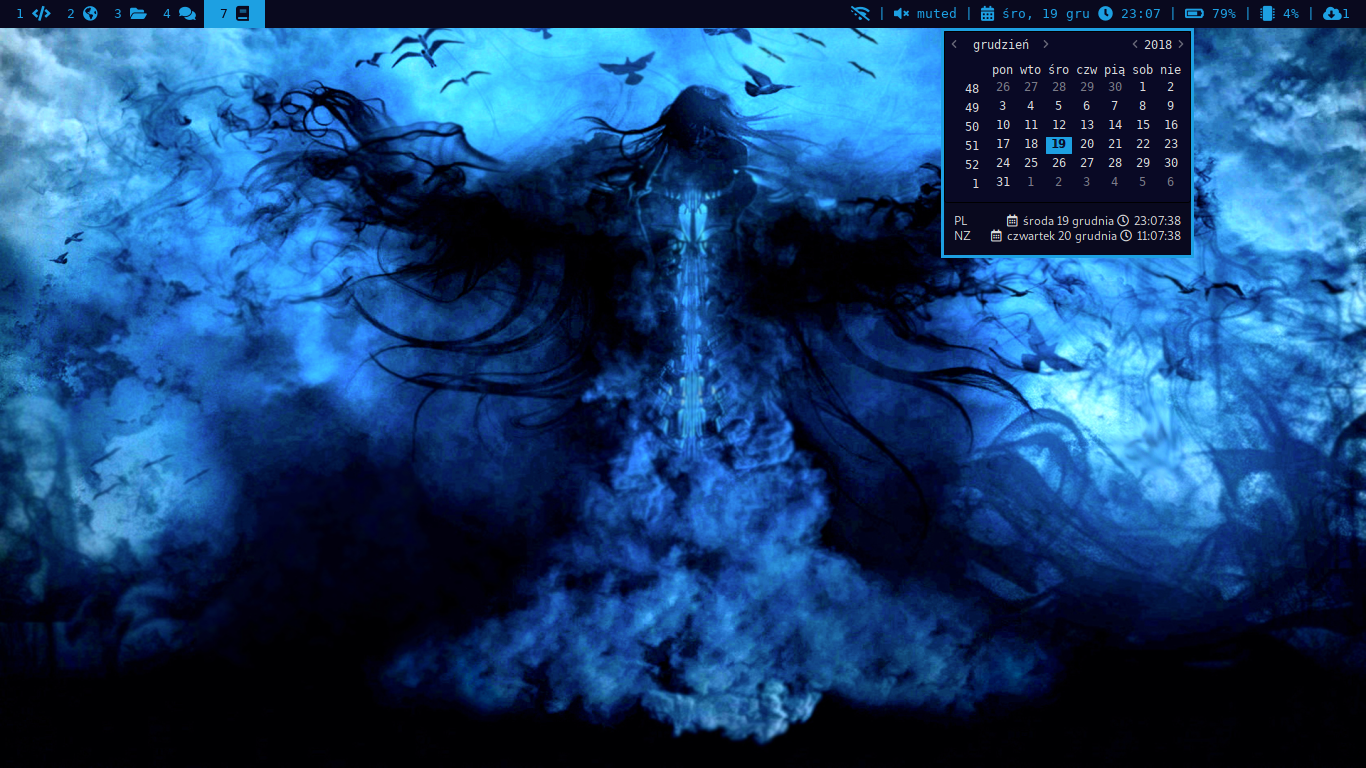 1 2 3 4 7 | muted | śro, 19 gru 23:07 | 79% | 4% | 1
grudzień 2018
pon wto śro czw pią sob nie
48 26 27 28 29 30 1 2
49 3 4 5 6 7 8 9
50 10 11 12 13 14 15 16
51 17 18 19 20 21 22 23
52 24 25 26 27 28 29 30
1 31 1 2 3 4 5 6
PL środa 19 grudnia 23:07:38
NZ czwartek 20 grudnia 11:07:38